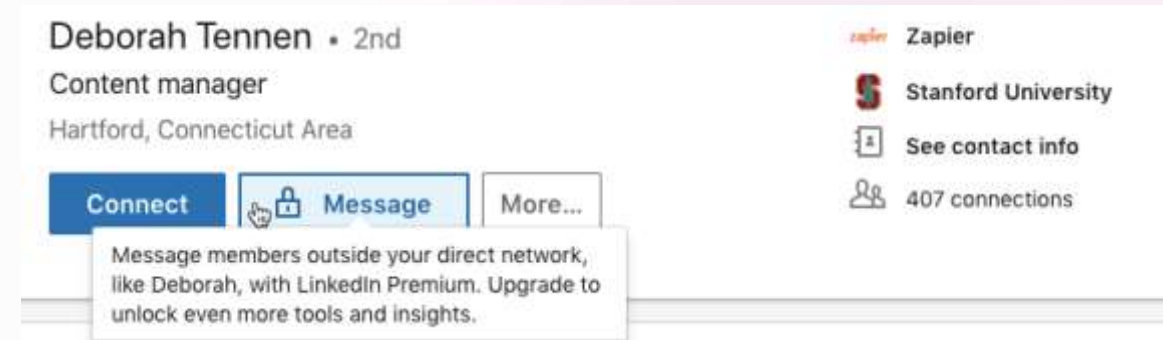 Deborah Tennen • 2nd
Content manager
Hartford, Connecticut Area
Connect
Message
More...
Message members outside your direct network,
like Deborah, with LinkedIn Premium. Upgrade to
unlock even more tools and insights.
zapier
Zapier
Stanford University
See contact info
407 connections